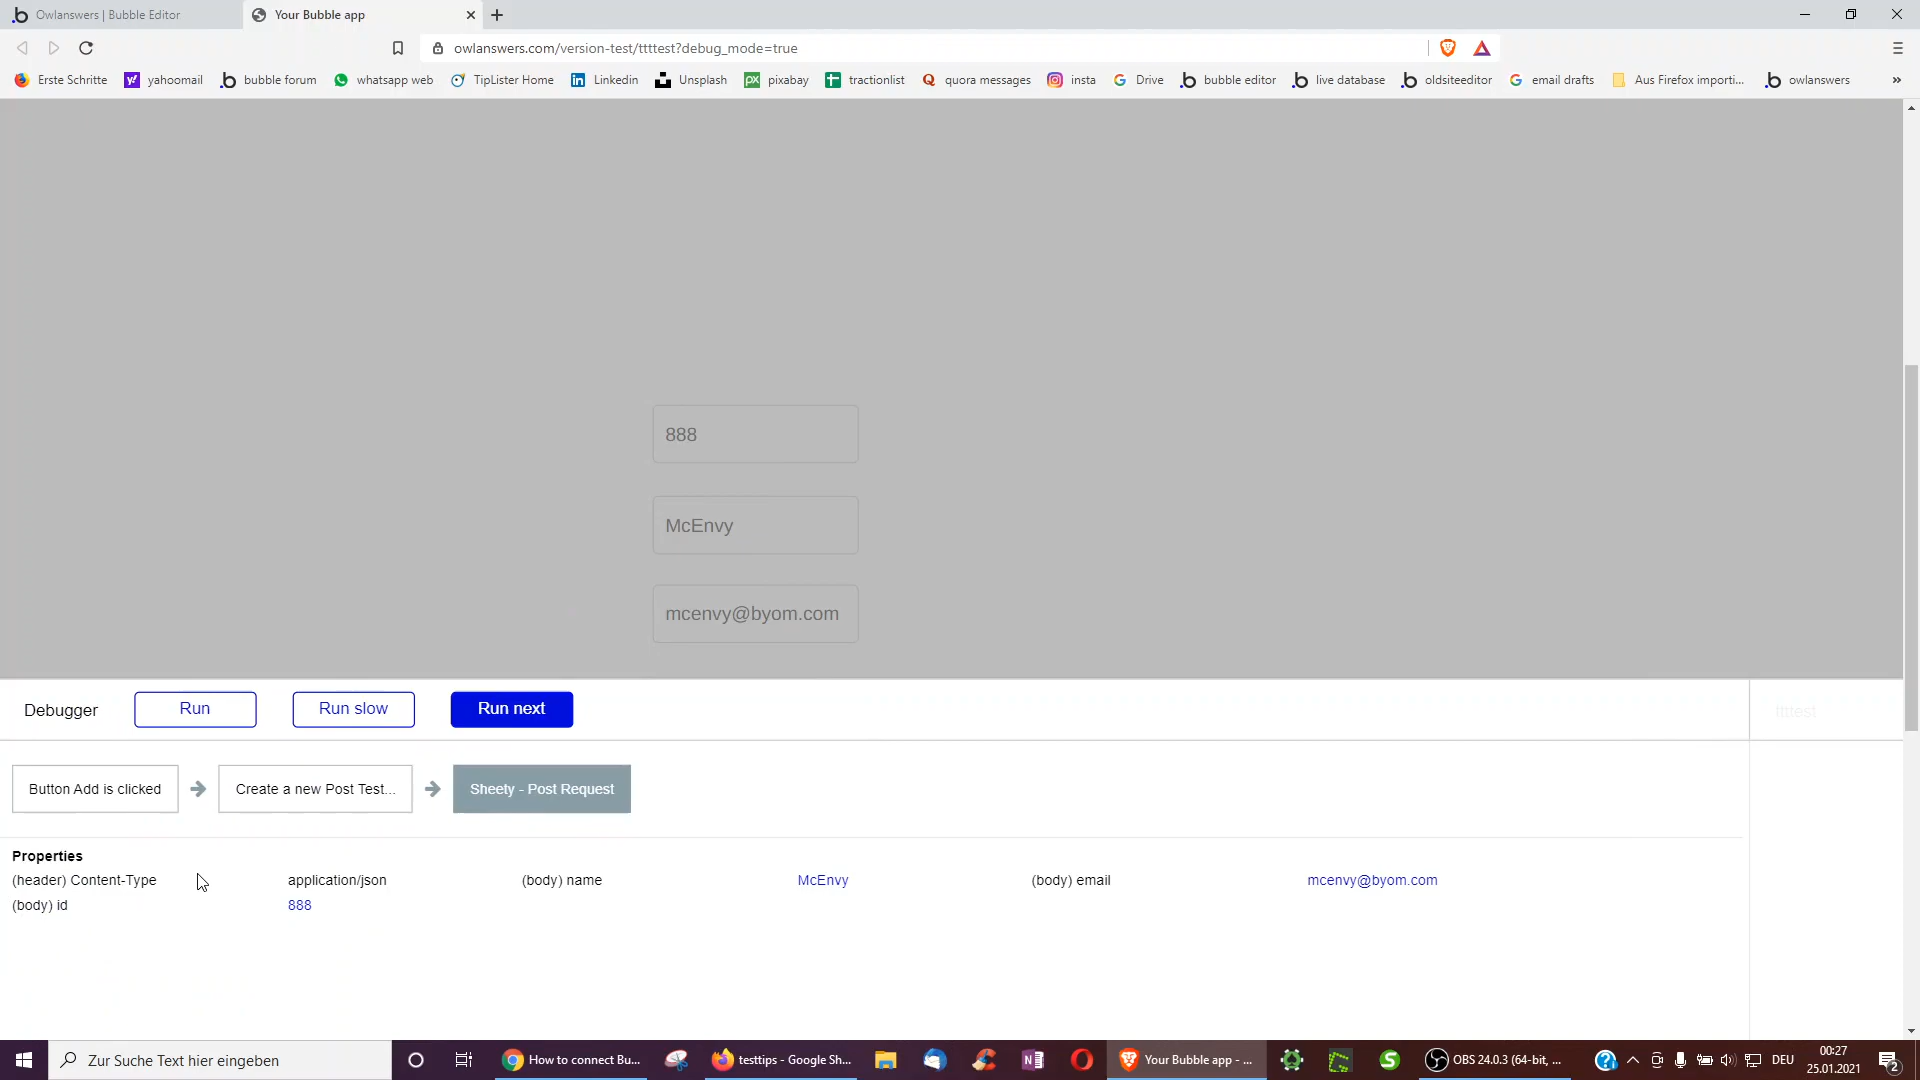 Owlanswers | Bubble Editor
Your Bubble app
owlanswers.com/version-test/ttttest?debug_mode=true
Erste Schritte
yahoomail
bubble forum
whatsapp web
TipLister Home
Linkedin
Unsplash
pixabay
tractionlist
quora messages
insta
Drive
bubble editor
live database
oldsiteeditor
email drafts
Aus Firefox importi...
owlanswers
888
McEnvy
mcenvy@byom.com
Debugger
Run
Run slow
Run next
ttttest
Button Add is clicked
Create a new Post Test...
Sheety - Post Request
Properties
(header) Content-Type
application/json
(body) name
McEnvy
(body) email
mcenvy@byom.com
(body) id
888
Zur Suche Text hier eingeben
How to connect Bu...
testtips - Google Sh...
Your Bubble app - ...
OBS 24.0.3 (64-bit, ...
DEU
00:27
25.01.2021
2